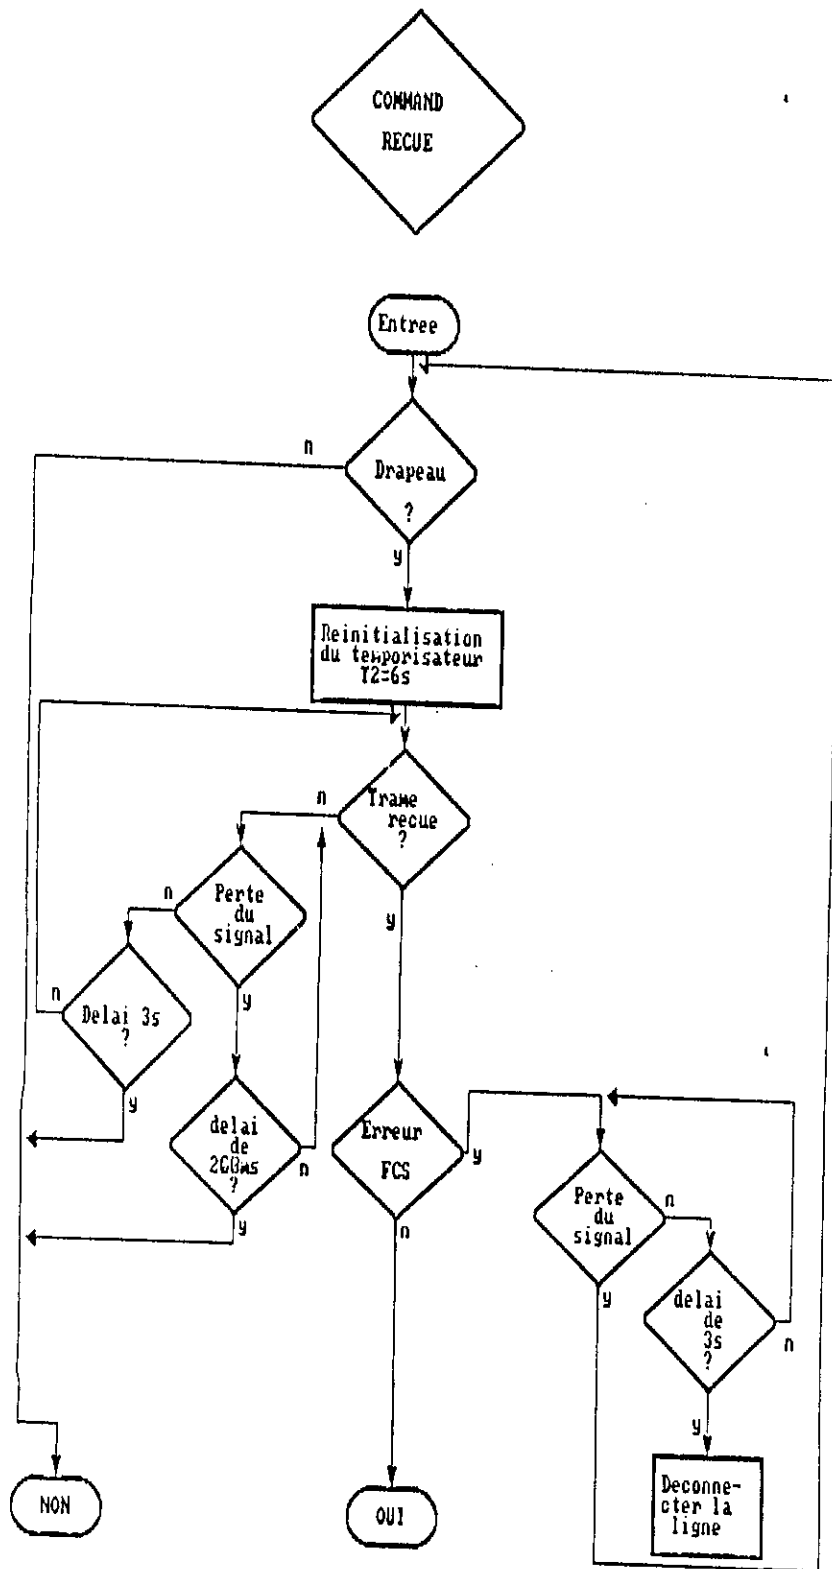 COMMAND
RECUE
Entree
n
Drapeau
?
y
Reinitialisation
du temporisateur
T2=6s
n
Trame
recue
?
y
n
Perte
du
signal
y
n
Delai 3s
?
y
delai
de
200ms
?
n
y
Erreur
FCS
y
n
Perte
du
signal
n
y
delai
de
3s
?
n
y
Deconne-
cter la
ligne
NON
OUI